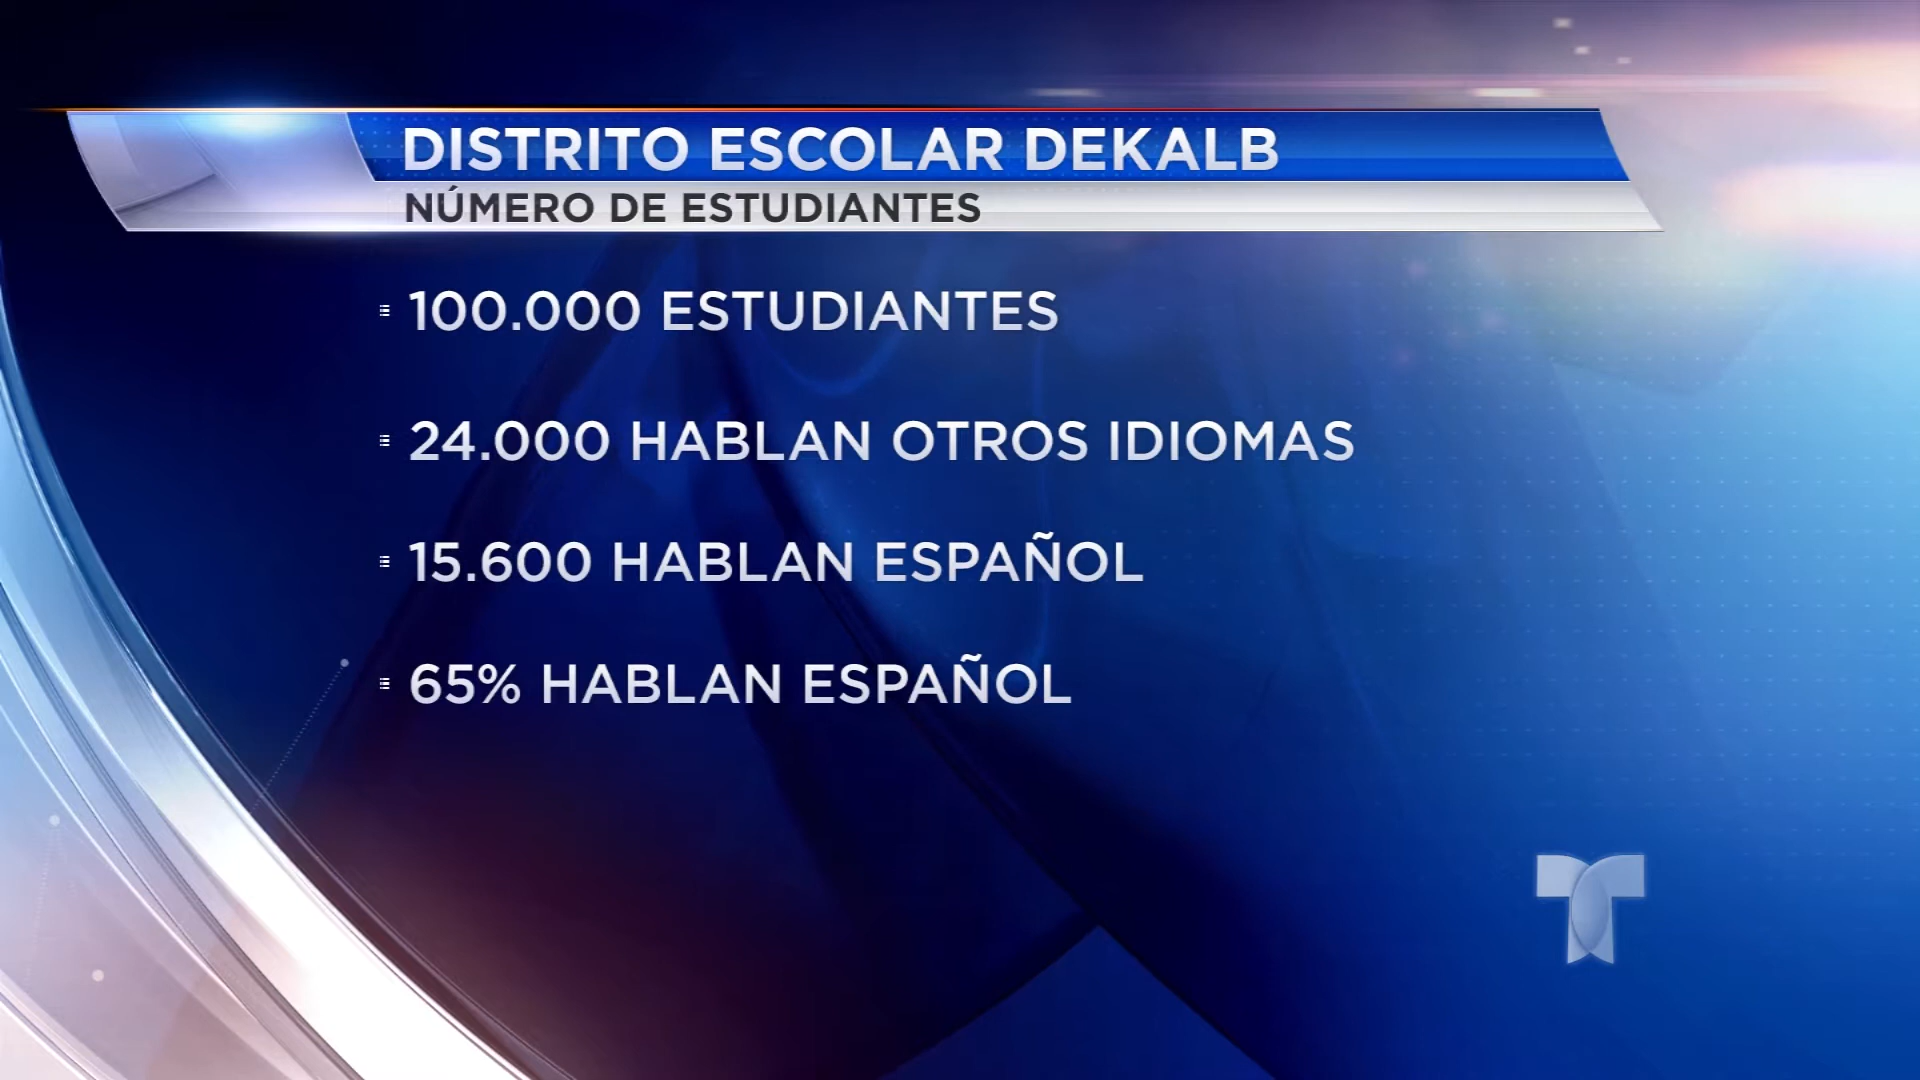 DISTRITO ESCOLAR DEKALB
NÚMERO DE ESTUDIANTES
100.000 ESTUDIANTES
24.000 HABLAN OTROS IDIOMAS
15.600 HABLAN ESPAÑOL
65% HABLAN ESPAÑOL